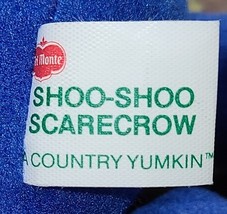 Del Monte
SHOO-SHOO
SCARECROW
A COUNTRY YUMKIN™